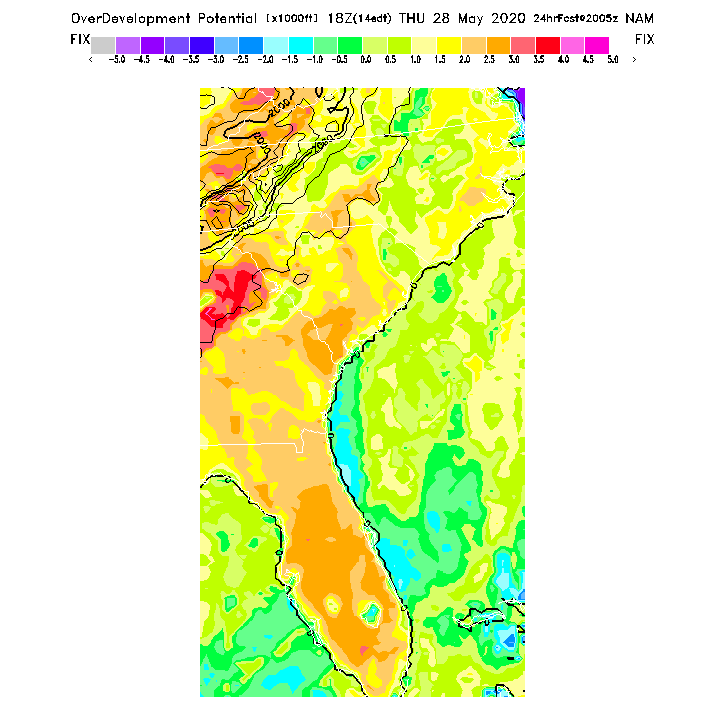 OverDevelopment Potential [x1000ft] 18Z(14edt) THU 28 May 2020 24hrFcst@2005z NAM
FIX FIX
< -5.0 -4.5 -4.0 -3.5 -3.0 -2.5 -2.0 -1.5 -1.0 -0.5 0.0 0.5 1.0 1.5 2.0 2.5 3.0 3.5 4.0 4.5 5.0 >
2000
2000